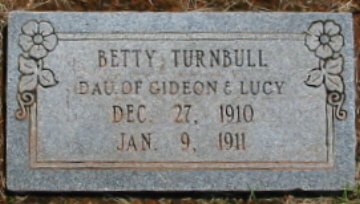 BETTY TURNBULL
DAU. OF GIDEON & LUCY
DEC. 27, 1910
JAN. 9, 1911